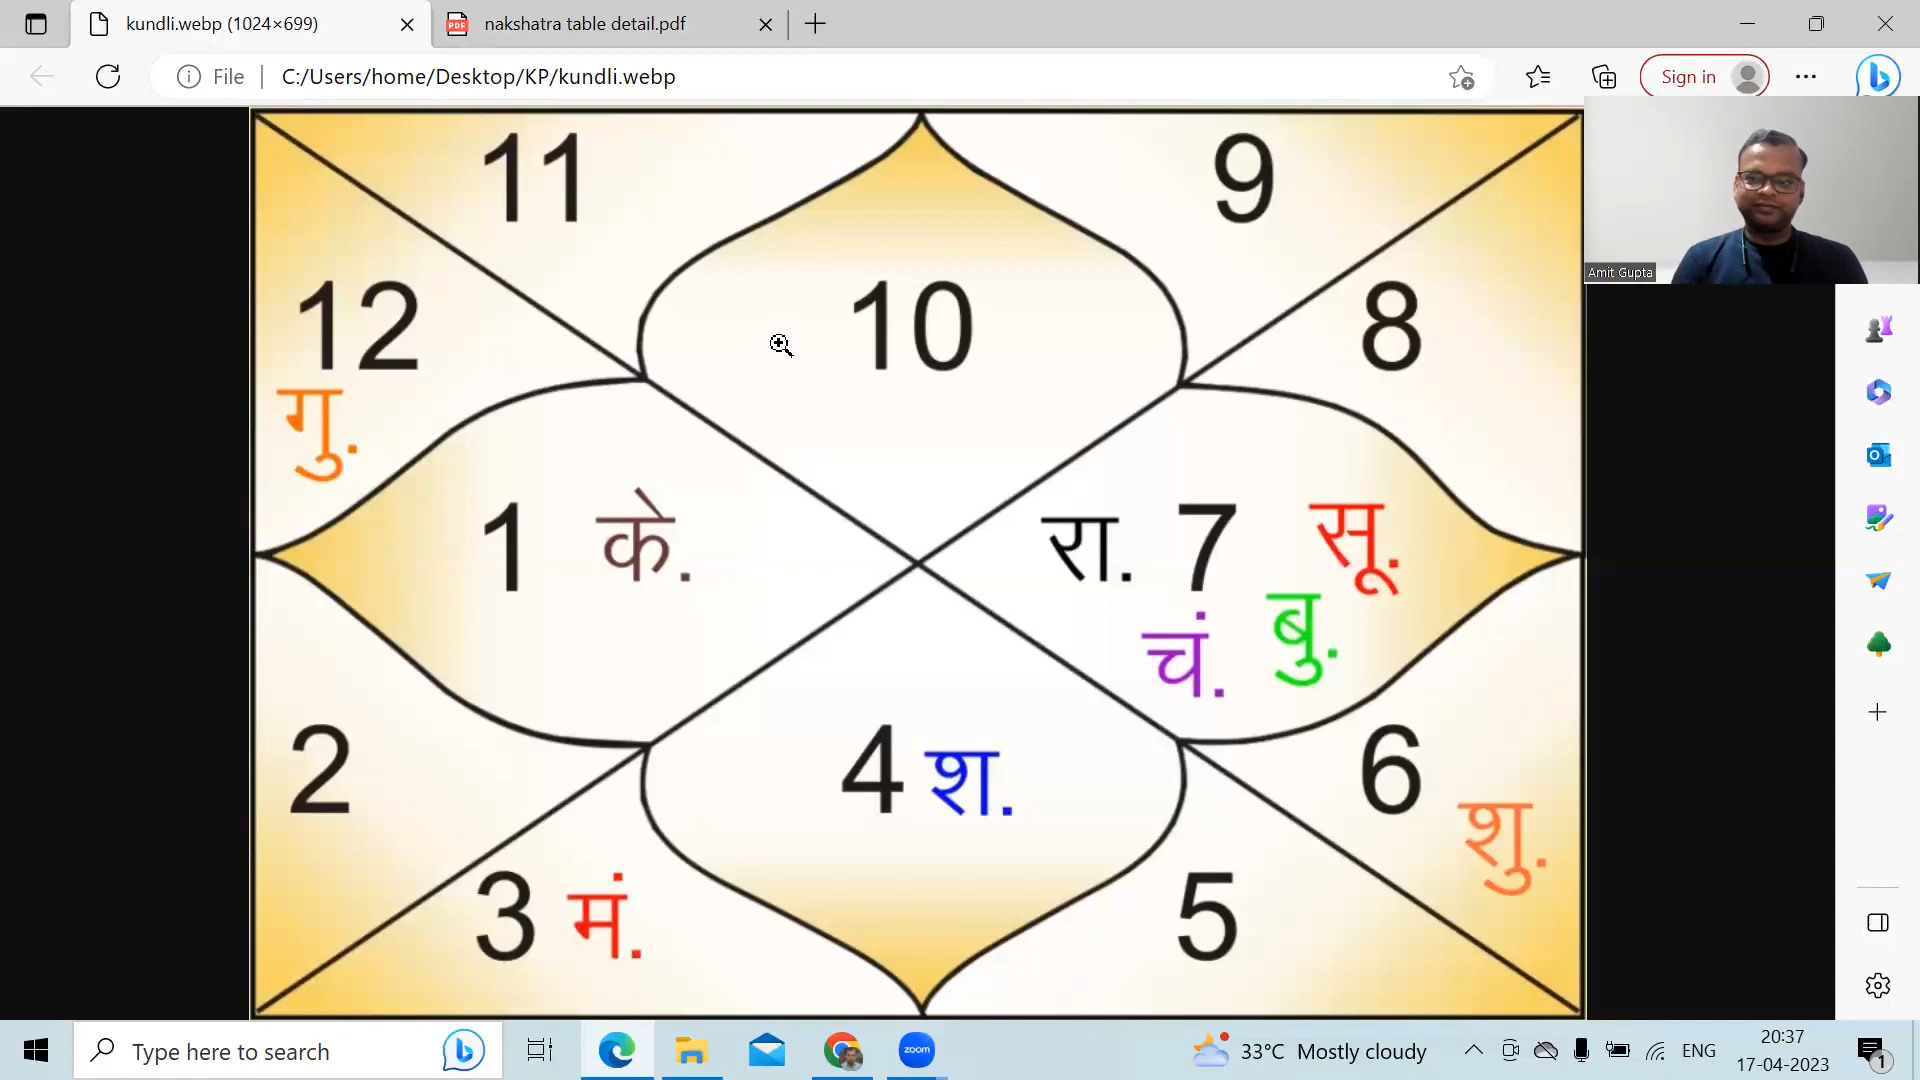 kundli.webp (1024×699)
nakshatra table detail.pdf
File
C:/Users/home/Desktop/KP/kundli.webp
Sign in
11
9
Amit Gupta
12
10
8
गु.
1 के.
रा. 7 सू.
चं. बु.
2
4 श.
6
शु.
3 मं.
5
Type here to search
zoom
33°C Mostly cloudy
ENG
20:37
17-04-2023
1